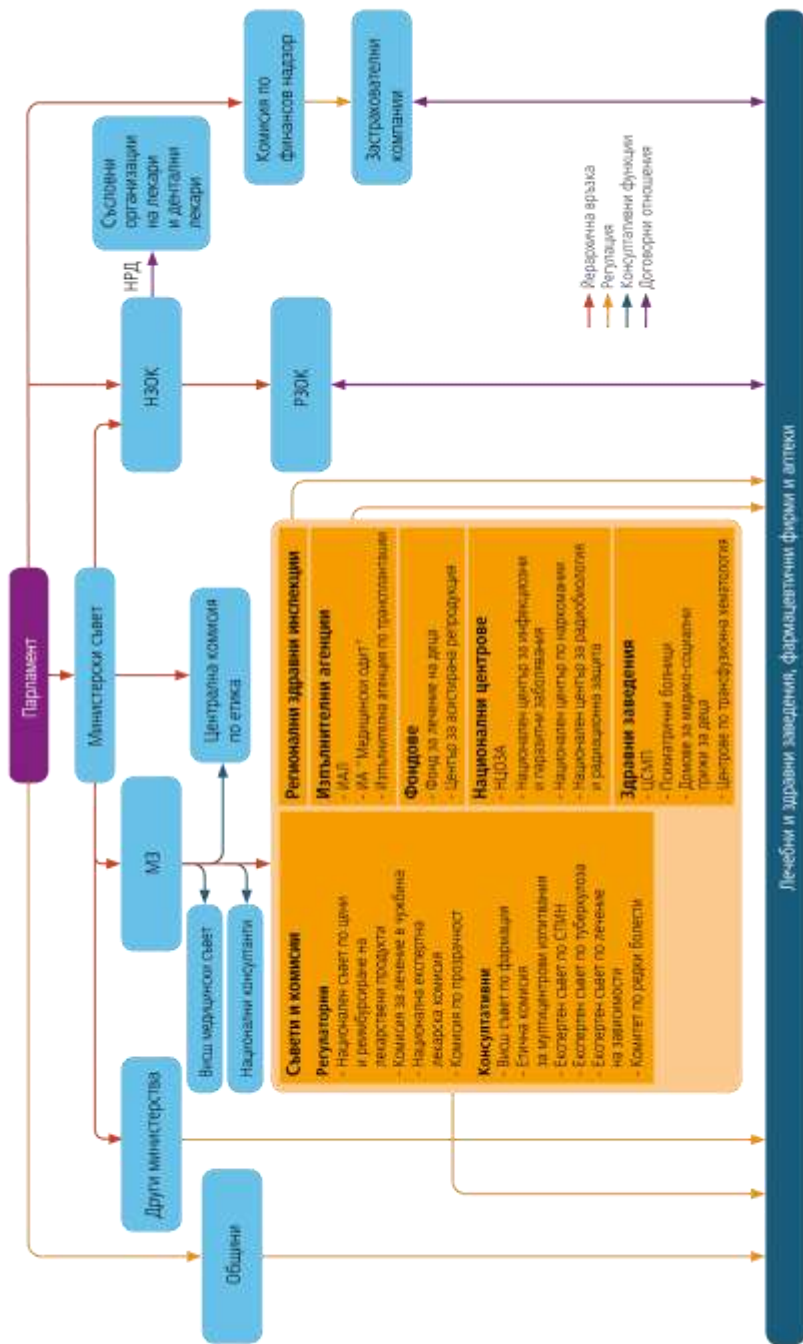 Парламент
Министерски съвет
Общини
Други министерства
МЗ
НЗОК
НРД
Съсловни
организации
на лекари
и дентални
лекари
Комисия по
финансов надзор
Застрахователни
компании
РЗОК
Централна комисия
по етика
Висш медицински съвет
Национални консултанти
Съвети и комисии
Регулаторни
- Национален съвет по цени
и реимбурсиране на
лекарствени продукти
- Комисия за лечение в чужбина
- Национална експертна
лекарска комисия
- Комисия по прозрачност
Консултативни
- Висш съвет по фармация
- Етична комисия
за мултицентрови изпитвания
- Експертен съвет по СПИН
- Експертен съвет по туберкулоза
- Експертен съвет по лечение
на зависимости
- Комитет по редки болести
Регионални здравни инспекции
Изпълнителни агенции
- ИАЛ
- ИА "Медицински одит"
- Изпълнителна агенция по трансплантации
Фондове
- Фонд за лечение на деца
- Център за асистирана репродукция
Национални центрове
- НЦОЗА
- Национален център за инфекциозни
и паразитни заболявания
- Национален център по наркомании
- Национален център за радиобиология
и радиационна защита
Здравни заведения
- ЦСМП
- Психиатрични болници
- Домове за медико-социални
грижи за деца
- Центрове по трансфузионна хематология
Йерархична връзка
Регулация
Консултативни функции
Договорни отношения
Лечебни и здравни заведения, фармацевтични фирми и аптеки